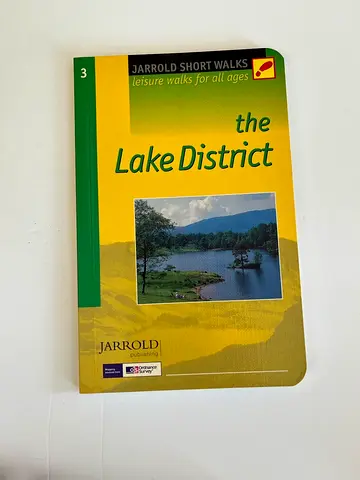 3
JARROLD SHORT WALKS
leisure walks for all ages
the
Lake District
JARROLD
publishing
Ordnance
Survey